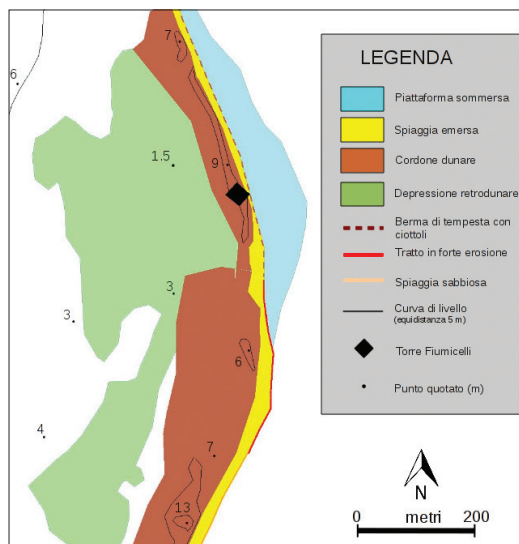 7
6
1.5
9
3
3
6
4
7
13
LEGENDA
Piattaforma sommersa
Spiaggia emersa
Cordone dunare
Depressione retrodunare
Berma di tempesta con
ciottoli
Tratto in forte erosione
Spiaggia sabbiosa
Curva di livello
(equidistanza 5 m)
Torre Fiumicelli
Punto quotato (m)
N
0 metri 200